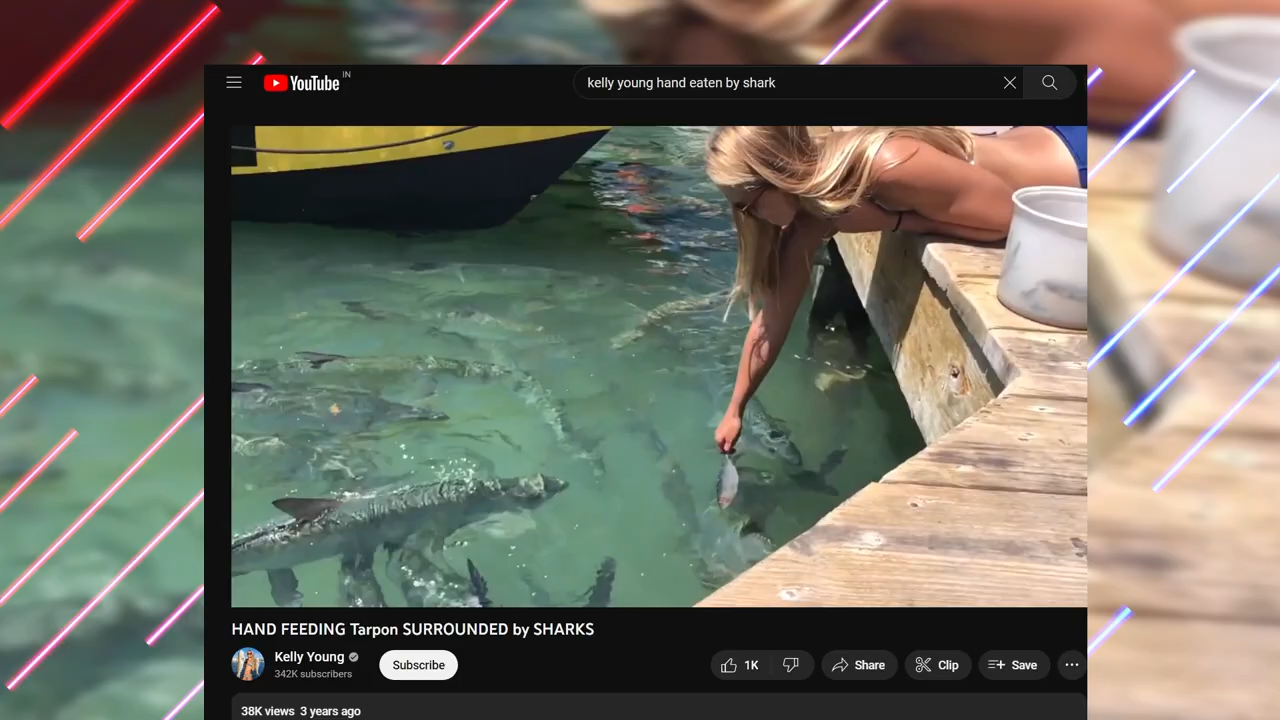 YouTube IN
kelly young hand eaten by shark
HAND FEEDING Tarpon SURROUNDED by SHARKS
Kelly Young
342K subscribers
Subscribe
1K
Share
Clip
Save
38K views 3 years ago